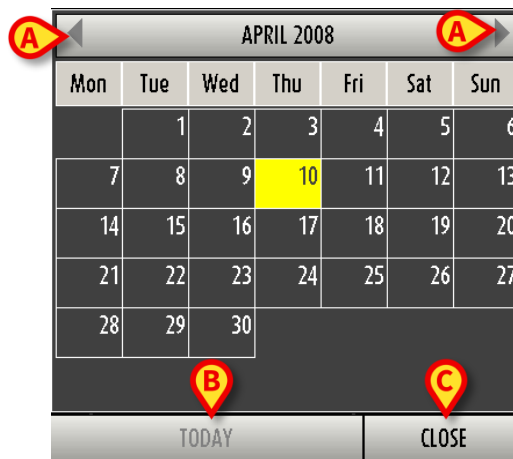 A APRIL 2008 A
Mon Tue Wed Thu Fri Sat Sun
1 2 3 4 5 6
7 8 9 10 11 12 13
14 15 16 17 18 19 20
21 22 23 24 25 26 27
28 29 30
B C
TODAY CLOSE